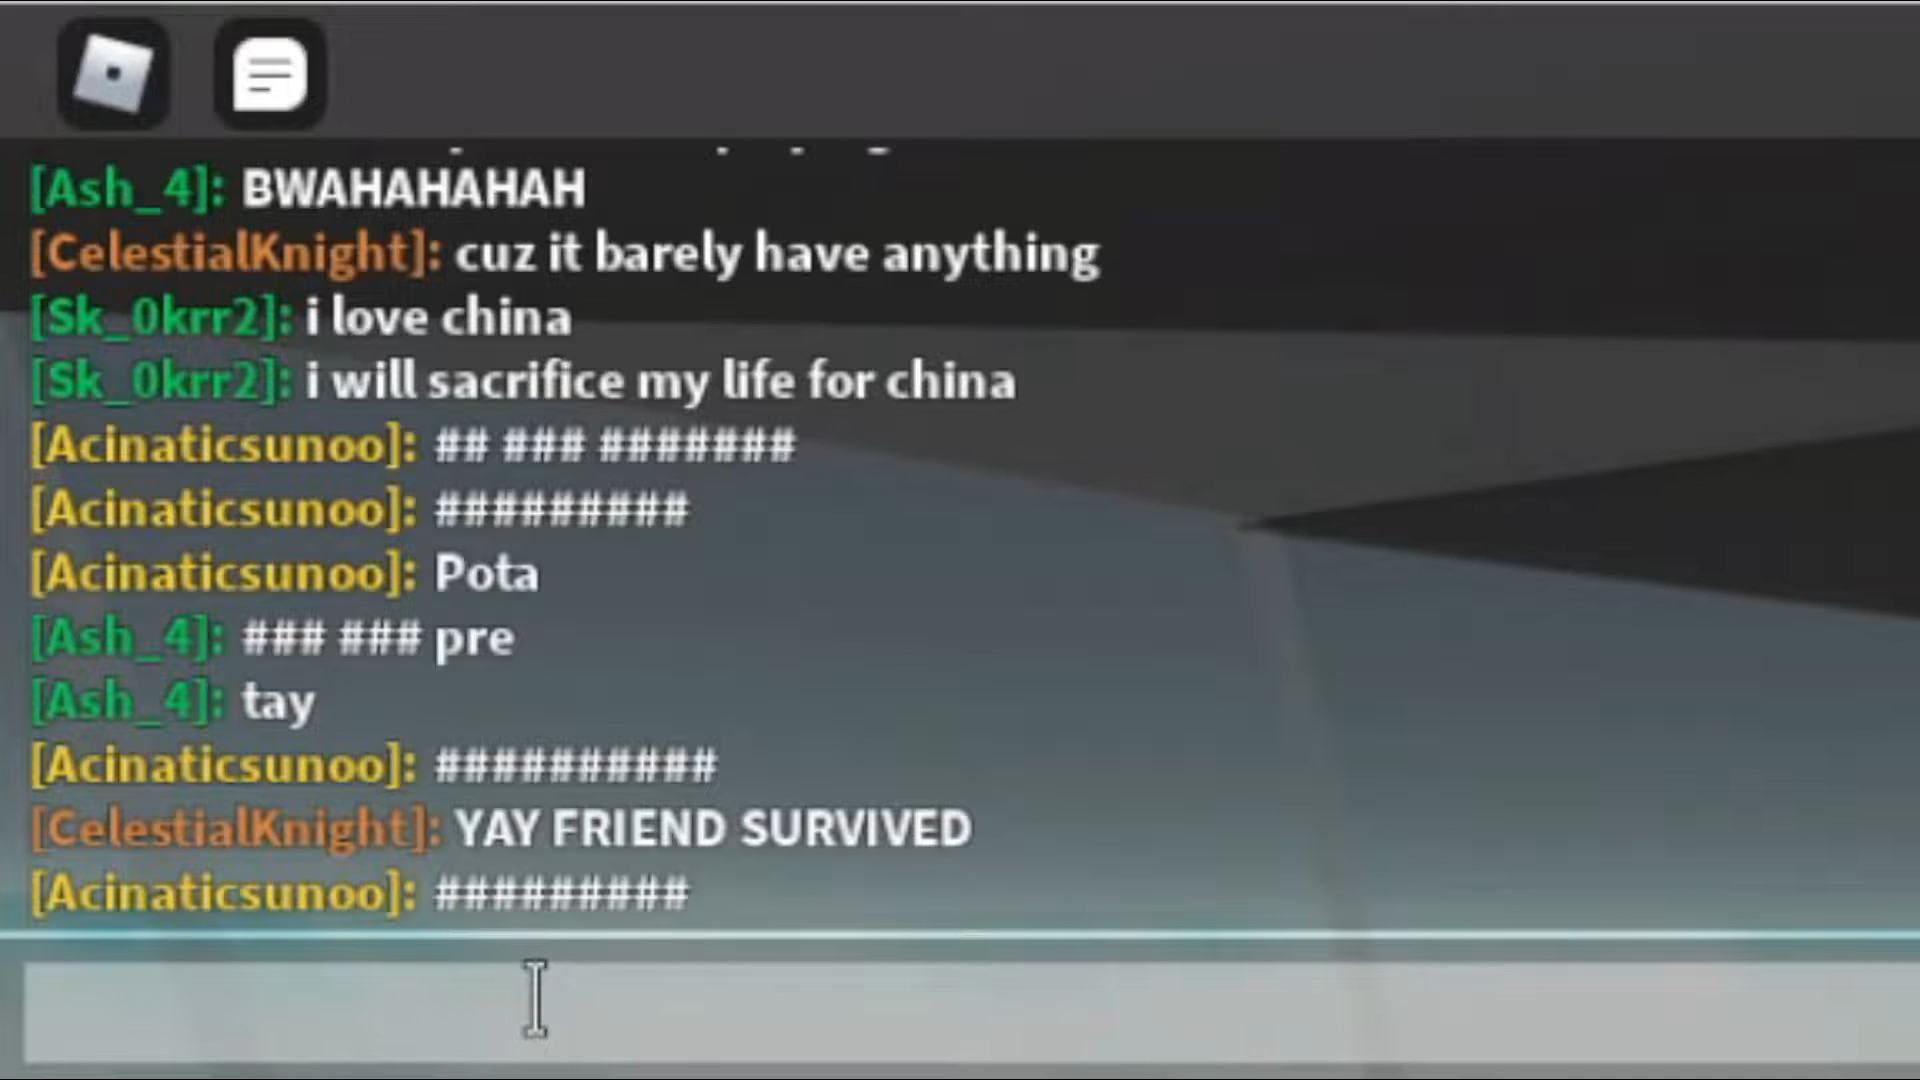 [Ash_4]: BWAHAHAHAH
[CelestialKnight]: cuz it barely have anything
[Sk_0krr2]: i love china
[Sk_0krr2]: i will sacrifice my life for china
[Acinaticsunoo]: ## ### #######
[Acinaticsunoo]: #########
[Acinaticsunoo]: Pota
[Ash_4]: ### ### pre
[Ash_4]: tay
[Acinaticsunoo]: ##########
[CelestialKnight]: YAY FRIEND SURVIVED
[Acinaticsunoo]: #########